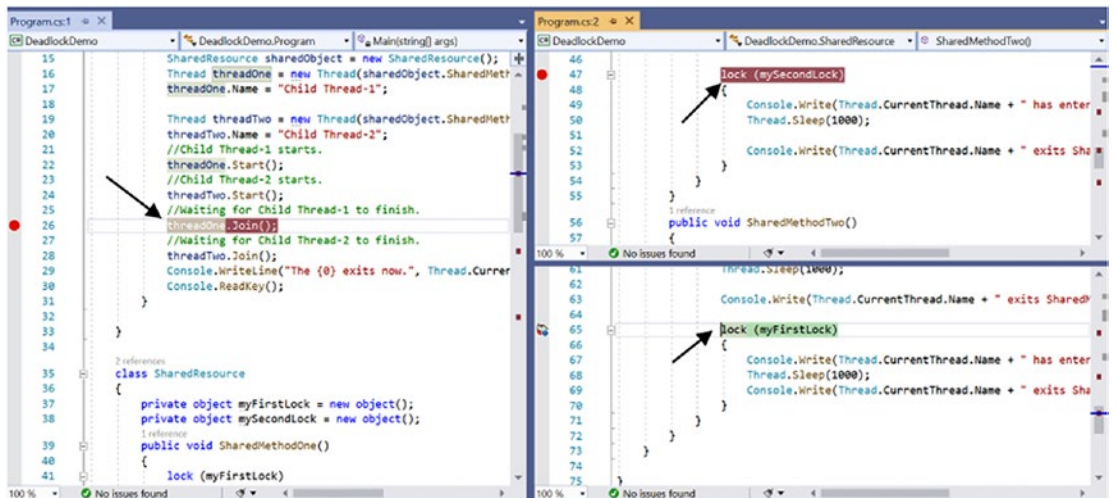 Program.cs:1
DeadlockDemo
DeadlockDemo.Program
Main(string[] args)
15 SharedResource sharedObject = new SharedResource();
16 Thread threadOne = new Thread(sharedObject.SharedMeth
17 threadOne.Name = "Child Thread-1";
18
19 Thread threadTwo = new Thread(sharedObject.SharedMeth
20 threadTwo.Name = "Child Thread-2";
21 //Child Thread-1 starts.
22 threadOne.Start();
23 //Child Thread-2 starts.
24 threadTwo.Start();
25 //Waiting for Child Thread-1 to finish.
26 threadOne.Join();
27 //Waiting for Child Thread-2 to finish.
28 threadTwo.Join();
29 Console.WriteLine("The {0} exits now.", Thread.Curren
30 Console.ReadKey();
31 }
32
33 }
34
2 references
35 class SharedResource
36 {
37 private object myFirstLock = new object();
38 private object mySecondLock = new object();
1 reference
39 public void SharedMethodOne()
40 {
41 lock (myFirstLock)
100 % No issues found
Program.cs:2
DeadlockDemo
DeadlockDemo.SharedResource
SharedMethodTwo()
46
47 lock (mySecondLock)
48 {
49 Console.Write(Thread.CurrentThread.Name + " has enter
50 Thread.Sleep(1000);
51
52 Console.Write(Thread.CurrentThread.Name + " exits Sha
53 }
54 }
55 }
1 reference
56 public void SharedMethodTwo()
57 {
100 % No issues found
61 Thread.Sleep(1000);
62
63 Console.Write(Thread.CurrentThread.Name + " exits SharedM
64
65 lock (myFirstLock)
66 {
67 Console.Write(Thread.CurrentThread.Name + " has enter
68 Thread.Sleep(1000);
69 Console.Write(Thread.CurrentThread.Name + " exits Sha
70 }
71 }
72 }
73 }
74
75 }
100 % No issues found